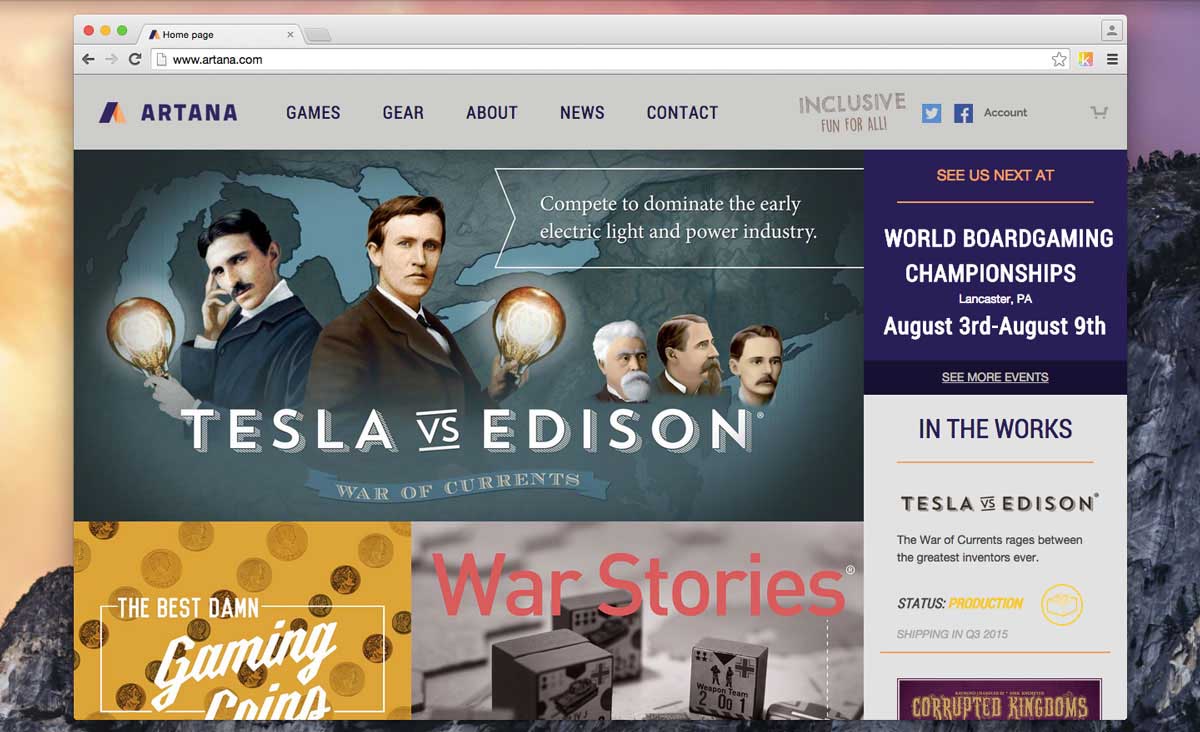 Home page
www.artana.com
ARTANA
GAMES
GEAR
ABOUT
NEWS
CONTACT
INCLUSIVE
FUN FOR ALL!
Account
Compete to dominate the early
electric light and power industry.
TESLA VS EDISON®
WAR OF CURRENTS
SEE US NEXT AT
WORLD BOARDGAMING
CHAMPIONSHIPS
Lancaster, PA
August 3rd-August 9th
SEE MORE EVENTS
IN THE WORKS
TESLA VS EDISON®
The War of Currents rages between
the greatest inventors ever.
STATUS: PRODUCTION
SHIPPING IN Q3 2015
THE BEST DAMN
Gaming
Coins
War Stories®
Weapon Team
2 0o 1
CORRUPTED KINGDOMS